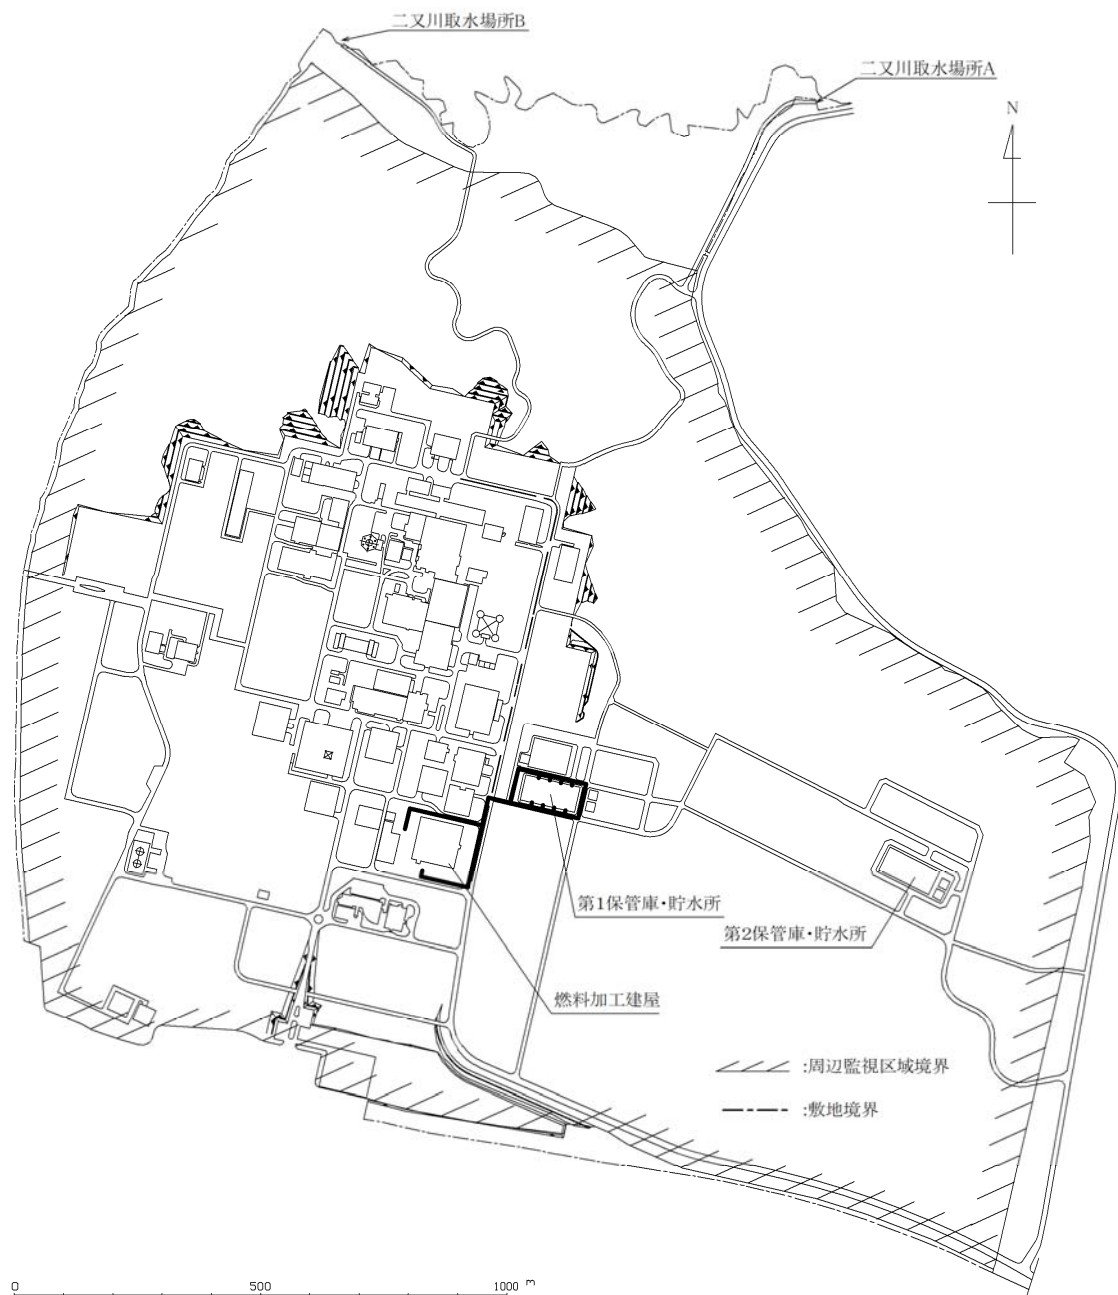 二又川取水場所B
二又川取水場所A
N
第1保管庫・貯水所
第2保管庫・貯水所
燃料加工建屋
:周辺監視区域境界
:敷地境界
0 500 1000 m